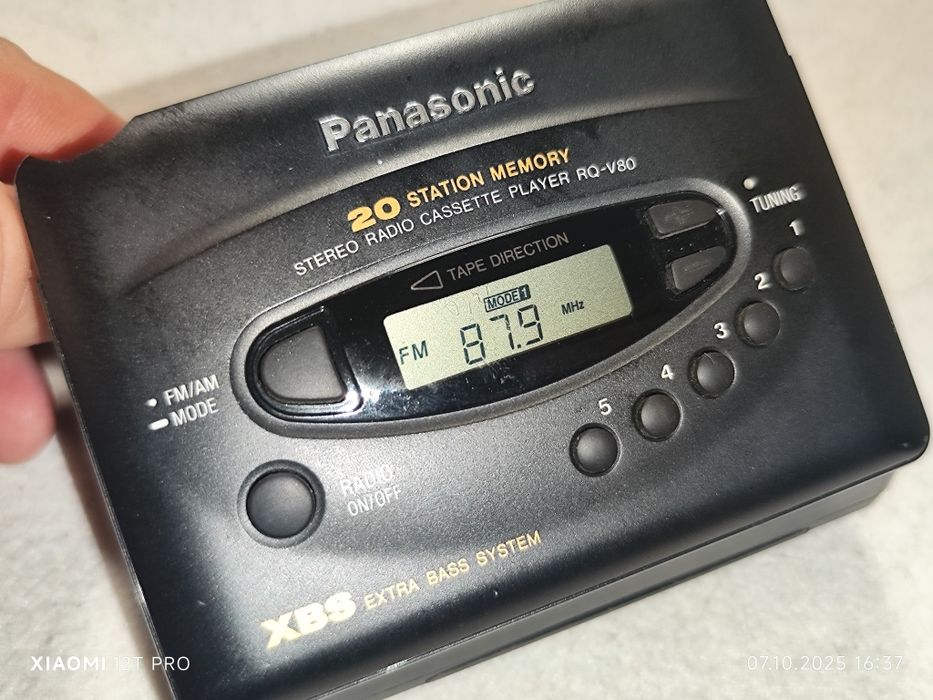 Panasonic
20 STATION MEMORY
STEREO RADIO CASSETTE PLAYER RQ-V80
TUNING
TAPE DIRECTION
MODE 1
FM 87.9 MHz
1
2
3
4
5
FM/AM
MODE
RADIO
ON/OFF
XBS EXTRA BASS SYSTEM
XIAOMI 12T PRO
07.10.2025 16:37